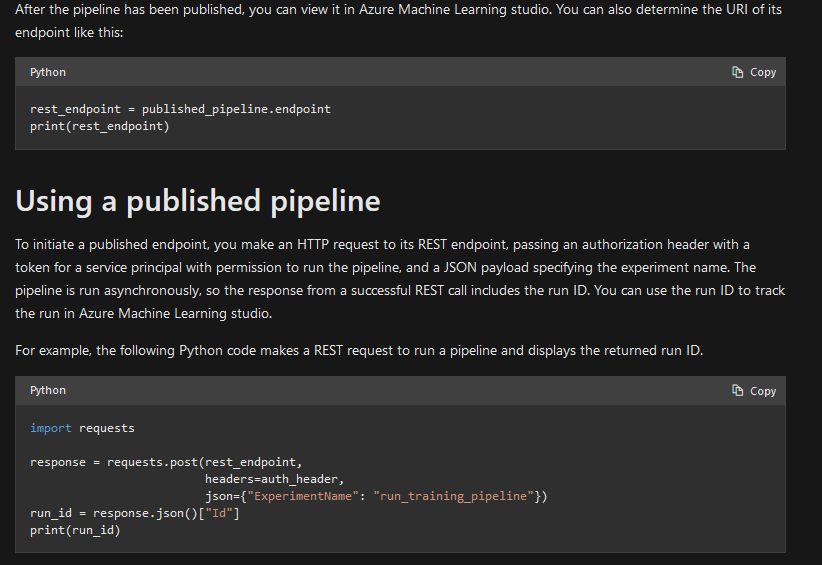 After the pipeline has been published, you can view it in Azure Machine Learning studio. You can also determine the URI of its
endpoint like this:
Python
Copy
rest_endpoint = published_pipeline.endpoint
print(rest_endpoint)
Using a published pipeline
To initiate a published endpoint, you make an HTTP request to its REST endpoint, passing an authorization header with a
token for a service principal with permission to run the pipeline, and a JSON payload specifying the experiment name. The
pipeline is run asynchronously, so the response from a successful REST call includes the run ID. You can use the run ID to track
the run in Azure Machine Learning studio.
For example, the following Python code makes a REST request to run a pipeline and displays the returned run ID.
Python
Copy
import requests
response = requests.post(rest_endpoint,
                         headers=auth_header,
                         json={"ExperimentName": "run_training_pipeline"})
run_id = response.json()["Id"]
print(run_id)